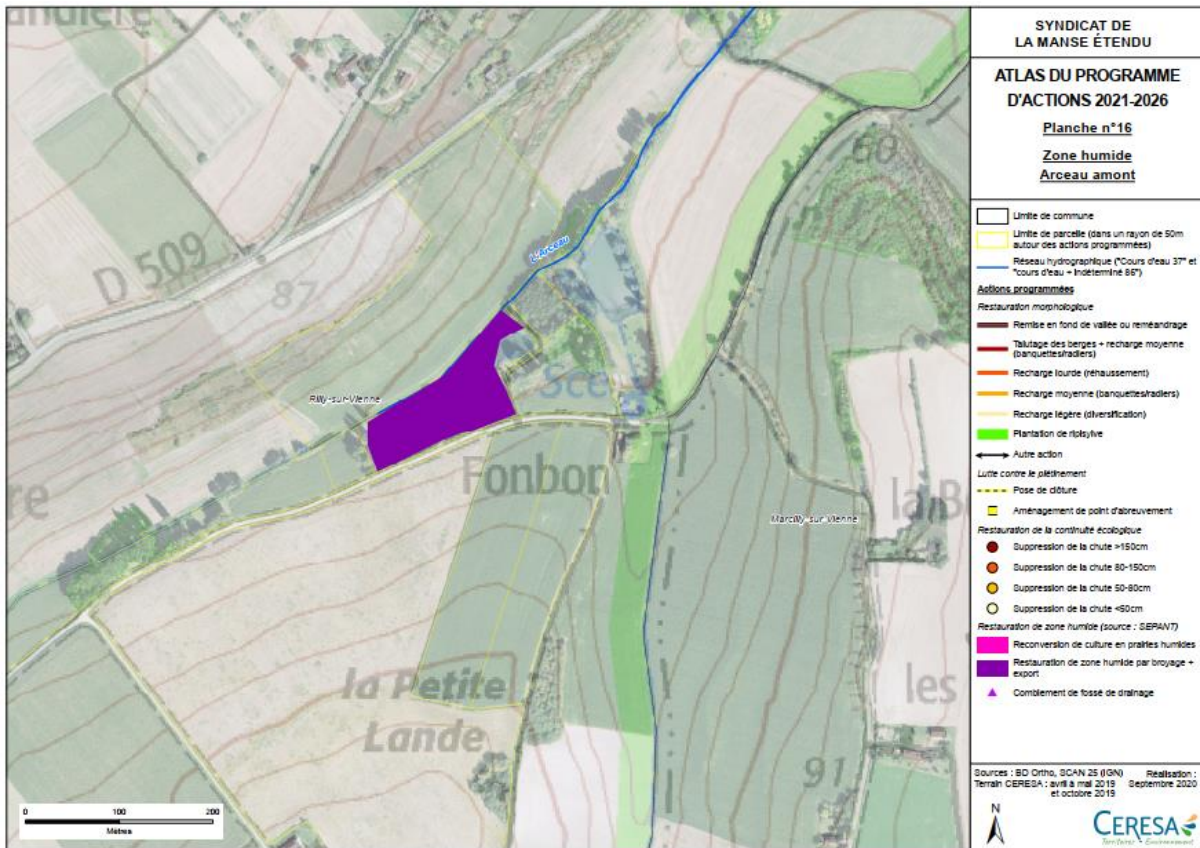 andière
D 509
87
L'Arceau
Rilly-sur-Vienne
Sce
Fonbon
60
Marcilly-sur-Vienne
la B
la Petite
Lande
les
91
0 100 200
Mètres
SYNDICAT DE
LA MANSE ÉTENDU
ATLAS DU PROGRAMME
D'ACTIONS 2021-2026
Planche n°16
Zone humide
Arceau amont
Limite de commune
Limite de parcelle (dans un rayon de 50m
autour des actions programmées)
Réseau hydrographique ("Cours d'eau 37" et
"cours d'eau + indéterminé 86")
Actions programmées
Restauration morphologique
Remise en fond de vallée ou reméandrage
Talutage des berges + recharge moyenne
(banquettes/radiers)
Recharge lourde (réhaussement)
Recharge moyenne (banquettes/radiers)
Recharge légère (diversification)
Plantation de ripisylve
Autre action
Lutte contre le piétinement
Pose de clôture
Aménagement de point d'abreuvement
Restauration de la continuité écologique
Suppression de la chute >150cm
Suppression de la chute 80-150cm
Suppression de la chute 50-80cm
Suppression de la chute <50cm
Restauration de zone humide (source : SEPANT)
Reconversion de culture en prairies humides
Restauration de zone humide par broyage +
export
Comblement de fossé de drainage
Sources : BD Ortho, SCAN 25 (IGN)
Terrain CERESA : avril à mai 2019
et octobre 2019
Réalisation :
Septembre 2020
N
CERESA
Territoires - Environnement